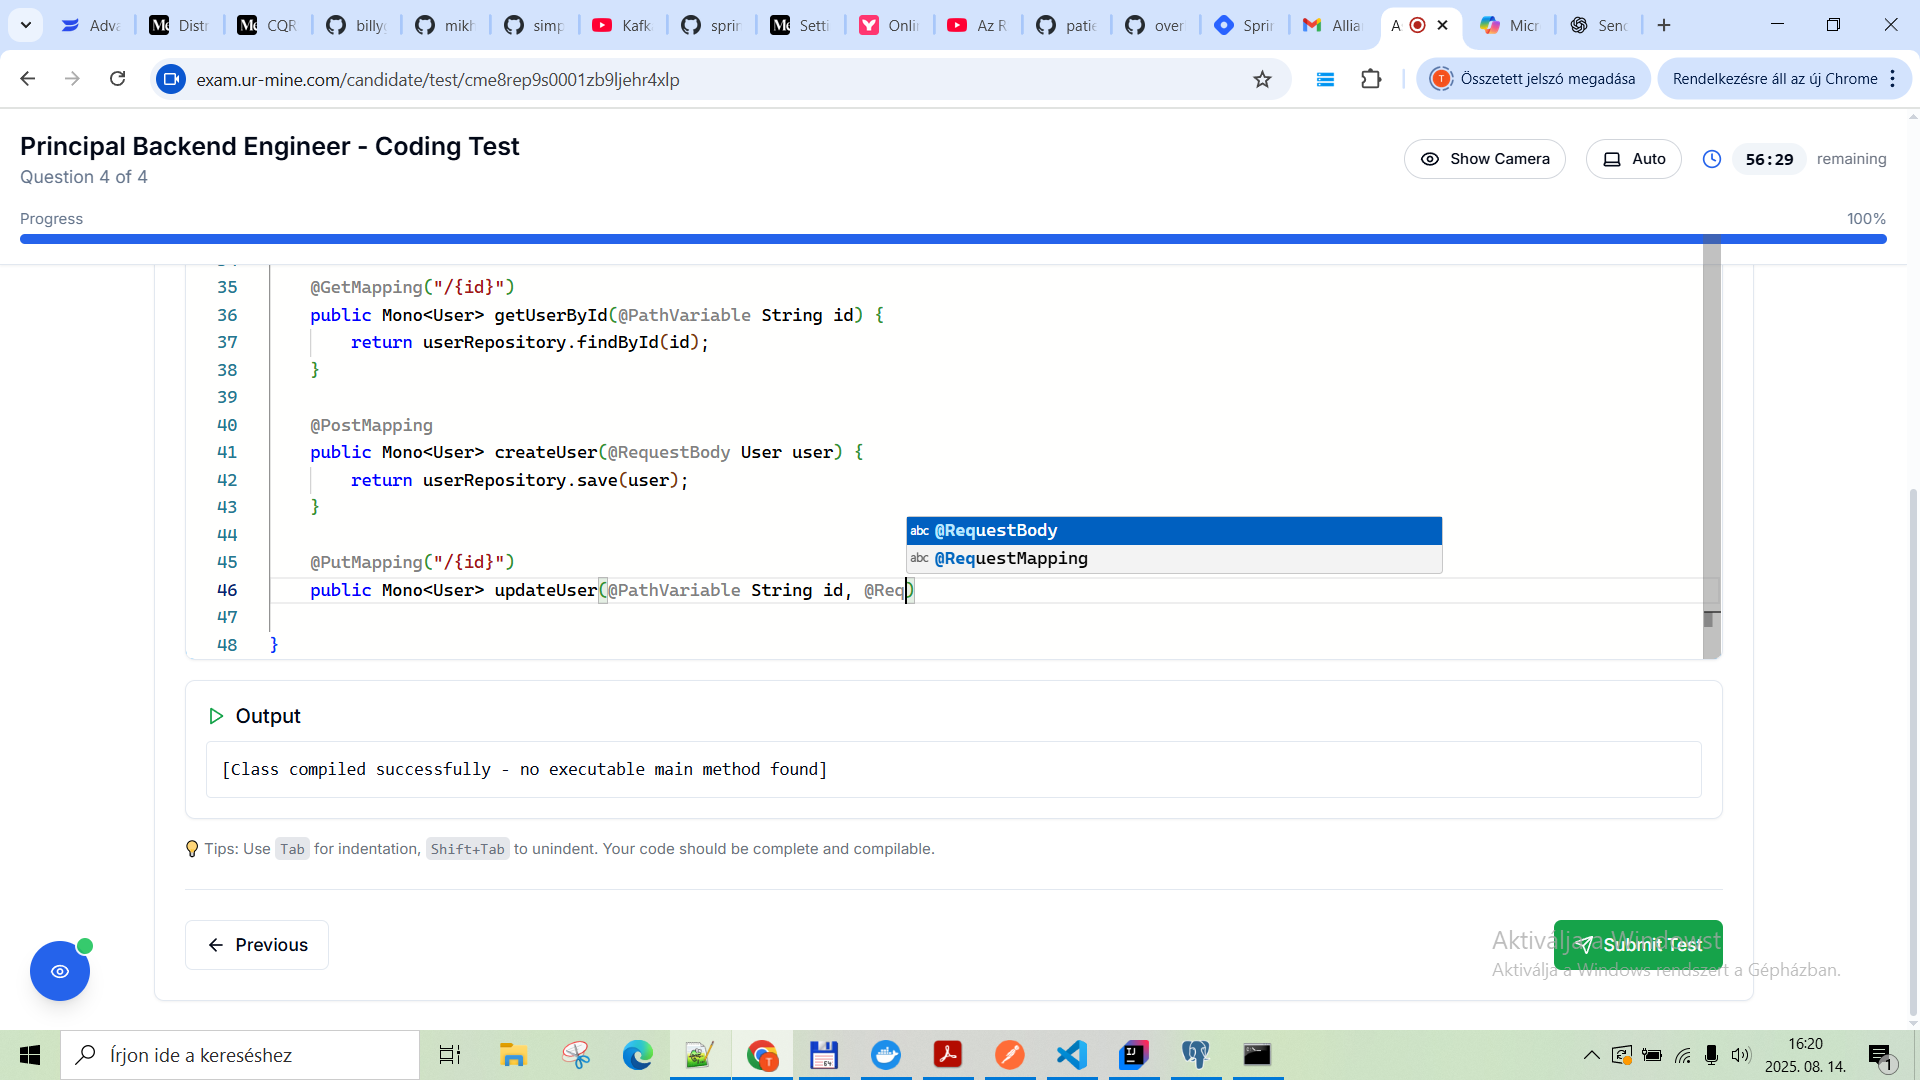 Adva
Distr
CQR
billyg
mikh
simp
Kafk
sprin
Setti
Onlin
Az R
patie
over
Sprin
Allia
A
Micr
Send
exam.ur-mine.com/candidate/test/cme8rep9s0001zb9ljehr4xlp
T
Összetett jelszó megadása
Rendelkezésre áll az új Chrome
Principal Backend Engineer - Coding Test
Question 4 of 4
Show Camera
Auto
56:29
remaining
Progress
100%
35 @GetMapping("/{id}")
36 public Mono<User> getUserById(@PathVariable String id) {
37 return userRepository.findById(id);
38 }
39
40 @PostMapping
41 public Mono<User> createUser(@RequestBody User user) {
42 return userRepository.save(user);
43 }
44
abc @RequestBody
45 @PutMapping("/{id}")
abc @RequestMapping
46 public Mono<User> updateUser(@PathVariable String id, @Req)
47
48 }
Output
[Class compiled successfully - no executable main method found]
Tips: Use Tab for indentation, Shift+Tab to unindent. Your code should be complete and compilable.
Previous
Submit Test
Aktiválja a Windowst
Aktiválja a Windows rendszert a Gépházban.
Írjon ide a kereséshez
16:20
2025. 08. 14.
1